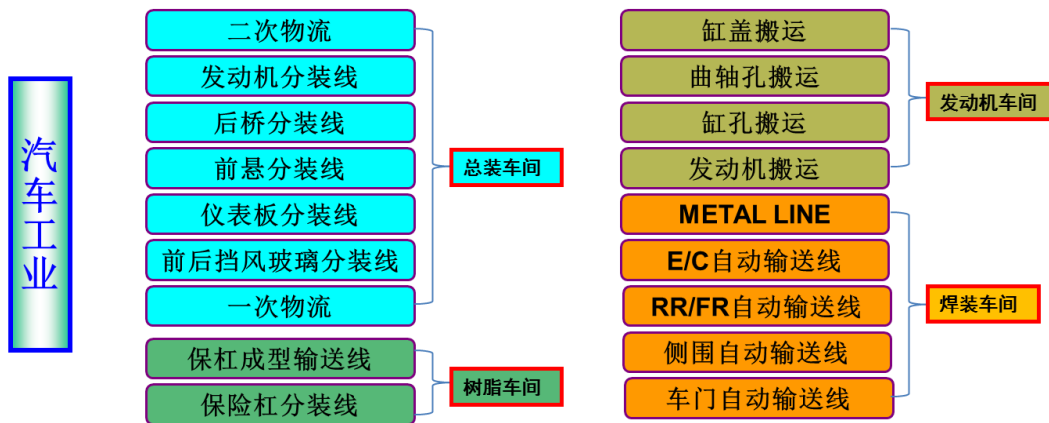 汽车工业
二次物流
发动机分装线
后桥分装线
前悬分装线
仪表板分装线
前后挡风玻璃分装线
一次物流
总装车间
保杠成型输送线
保险杠分装线
树脂车间
缸盖搬运
曲轴孔搬运
缸孔搬运
发动机搬运
发动机车间
METAL LINE
E/C自动输送线
RR/FR自动输送线
侧围自动输送线
车门自动输送线
焊装车间